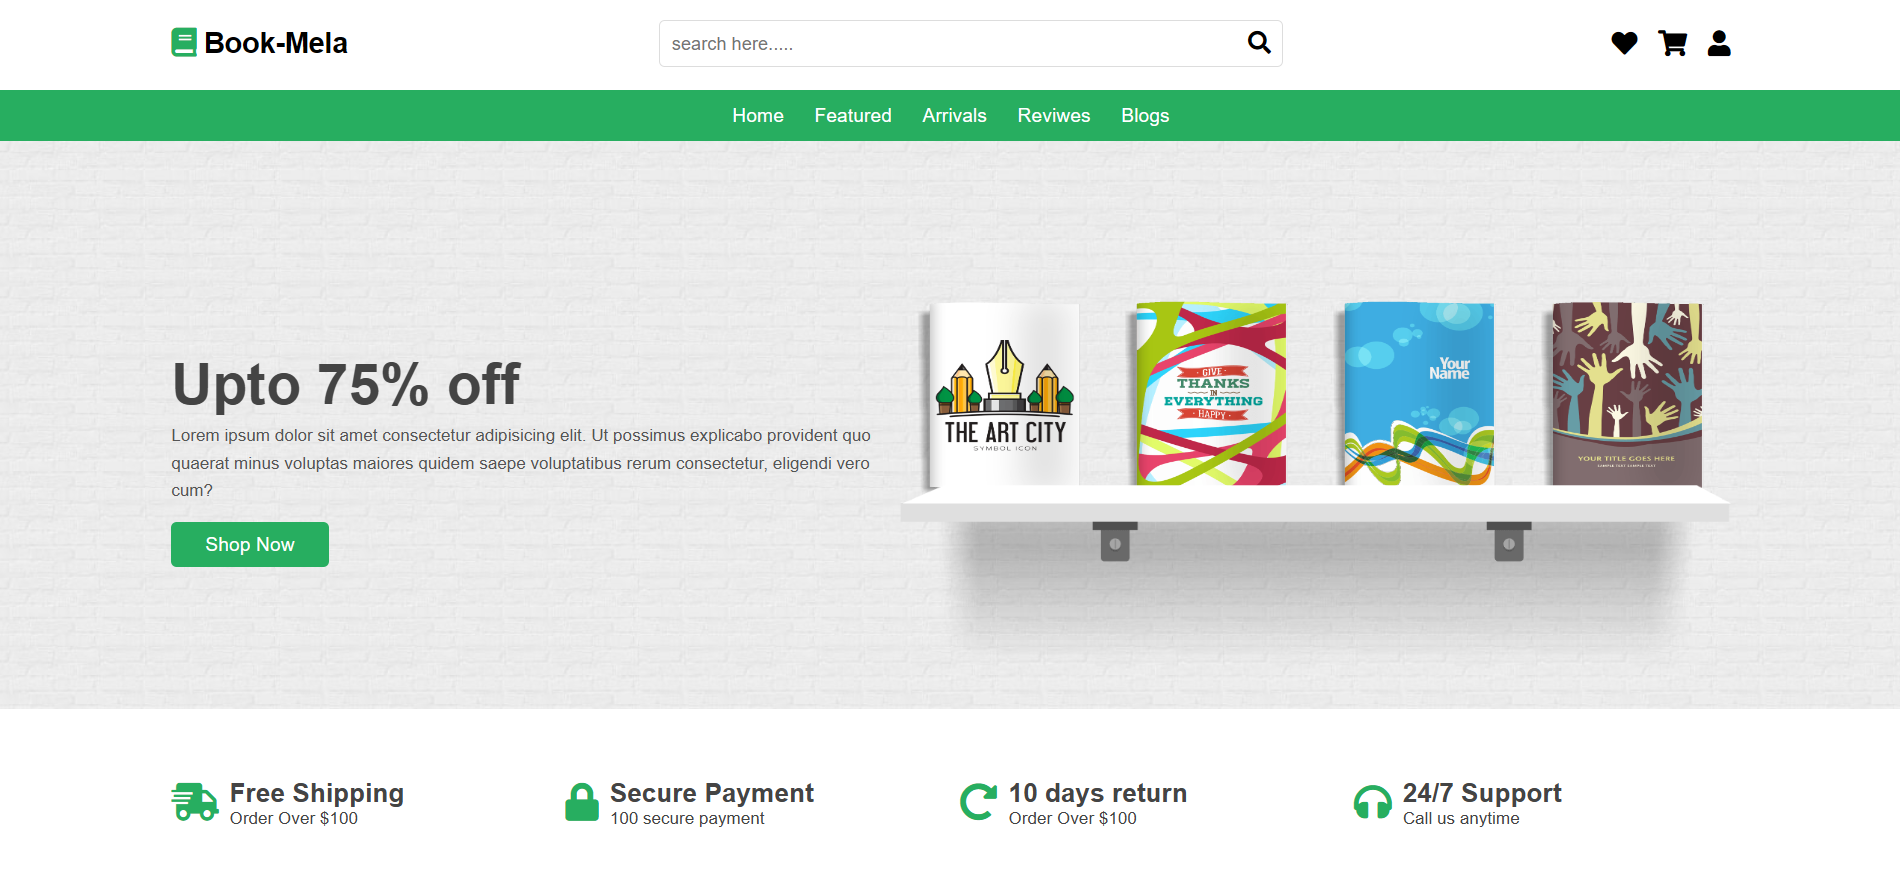 Book-Mela
search here.....
Home Featured Arrivals Reviwes Blogs
Upto 75% off
Lorem ipsum dolor sit amet consectetur adipisicing elit. Ut possimus explicabo provident quo
quaerat minus voluptas maiores quidem saepe voluptatibus rerum consectetur, eligendi vero
cum?
Shop Now
THE ART CITY
SYMBOL ICON
GIVE
THANKS
IN
EVERYTHING
HAPPY
Your
Name
YOUR TITLE GOES HERE
SAMPLE TEXT SAMPLE TEXT
Free Shipping
Order Over $100
Secure Payment
100 secure payment
10 days return
Order Over $100
24/7 Support
Call us anytime